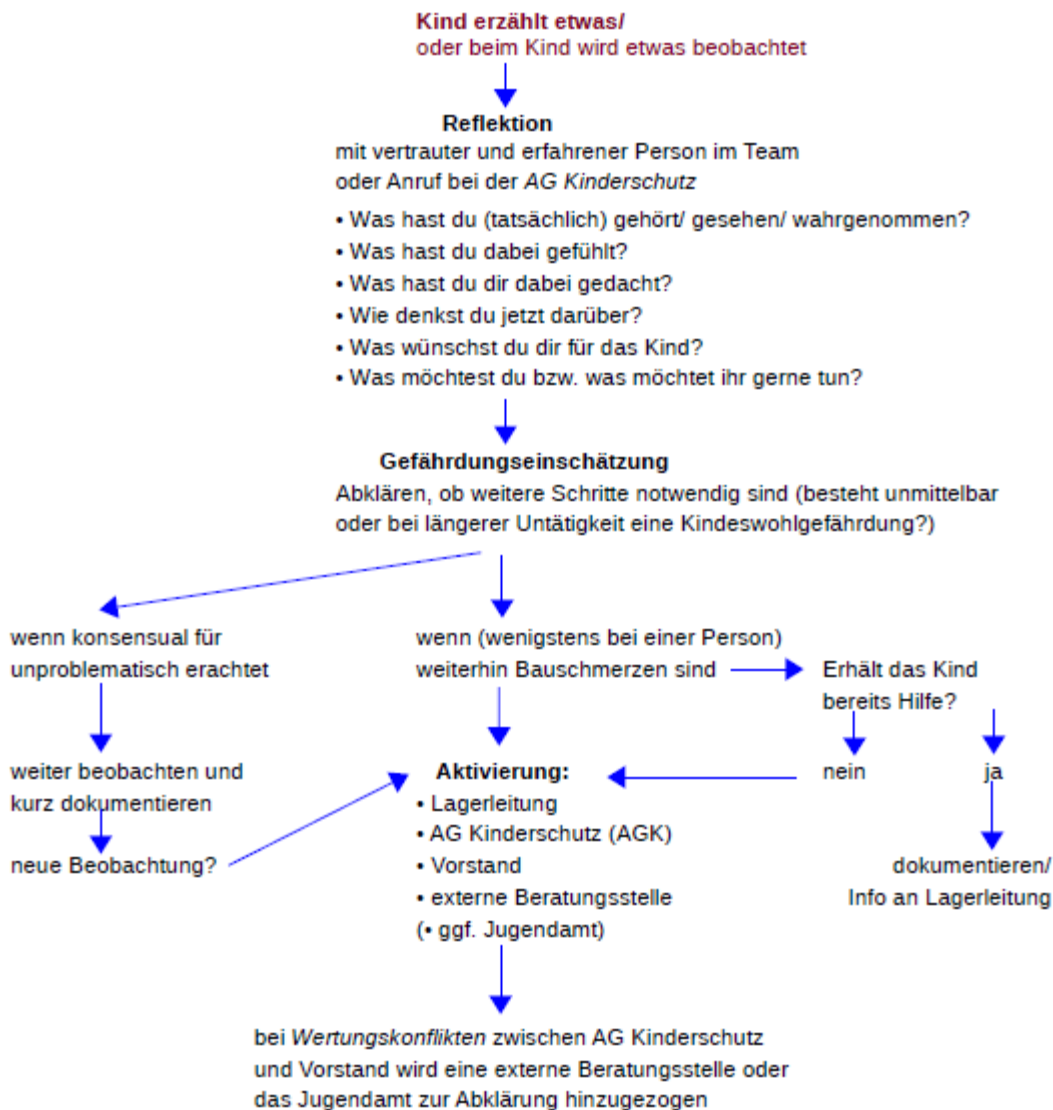 Kind erzählt etwas/
oder beim Kind wird etwas beobachtet
Reflektion
mit vertrauter und erfahrener Person im Team
oder Anruf bei der AG Kinderschutz
• Was hast du (tatsächlich) gehört/ gesehen/ wahrgenommen?
• Was hast du dabei gefühlt?
• Was hast du dir dabei gedacht?
• Wie denkst du jetzt darüber?
• Was wünschst du dir für das Kind?
• Was möchtest du bzw. was möchtet ihr gerne tun?
Gefährdungseinschätzung
Abklären, ob weitere Schritte notwendig sind (besteht unmittelbar
oder bei längerer Untätigkeit eine Kindeswohlgefährdung?)
wenn konsensual für
unproblematisch erachtet
weiter beobachten und
kurz dokumentieren
neue Beobachtung?
wenn (wenigstens bei einer Person)
weiterhin Bauschmerzen sind
Erhält das Kind
bereits Hilfe?
nein
ja
dokumentieren/
Info an Lagerleitung
Aktivierung:
• Lagerleitung
• AG Kinderschutz (AGK)
• Vorstand
• externe Beratungsstelle
(• ggf. Jugendamt)
bei Wertungskonflikten zwischen AG Kinderschutz
und Vorstand wird eine externe Beratungsstelle oder
das Jugendamt zur Abklärung hinzugezogen